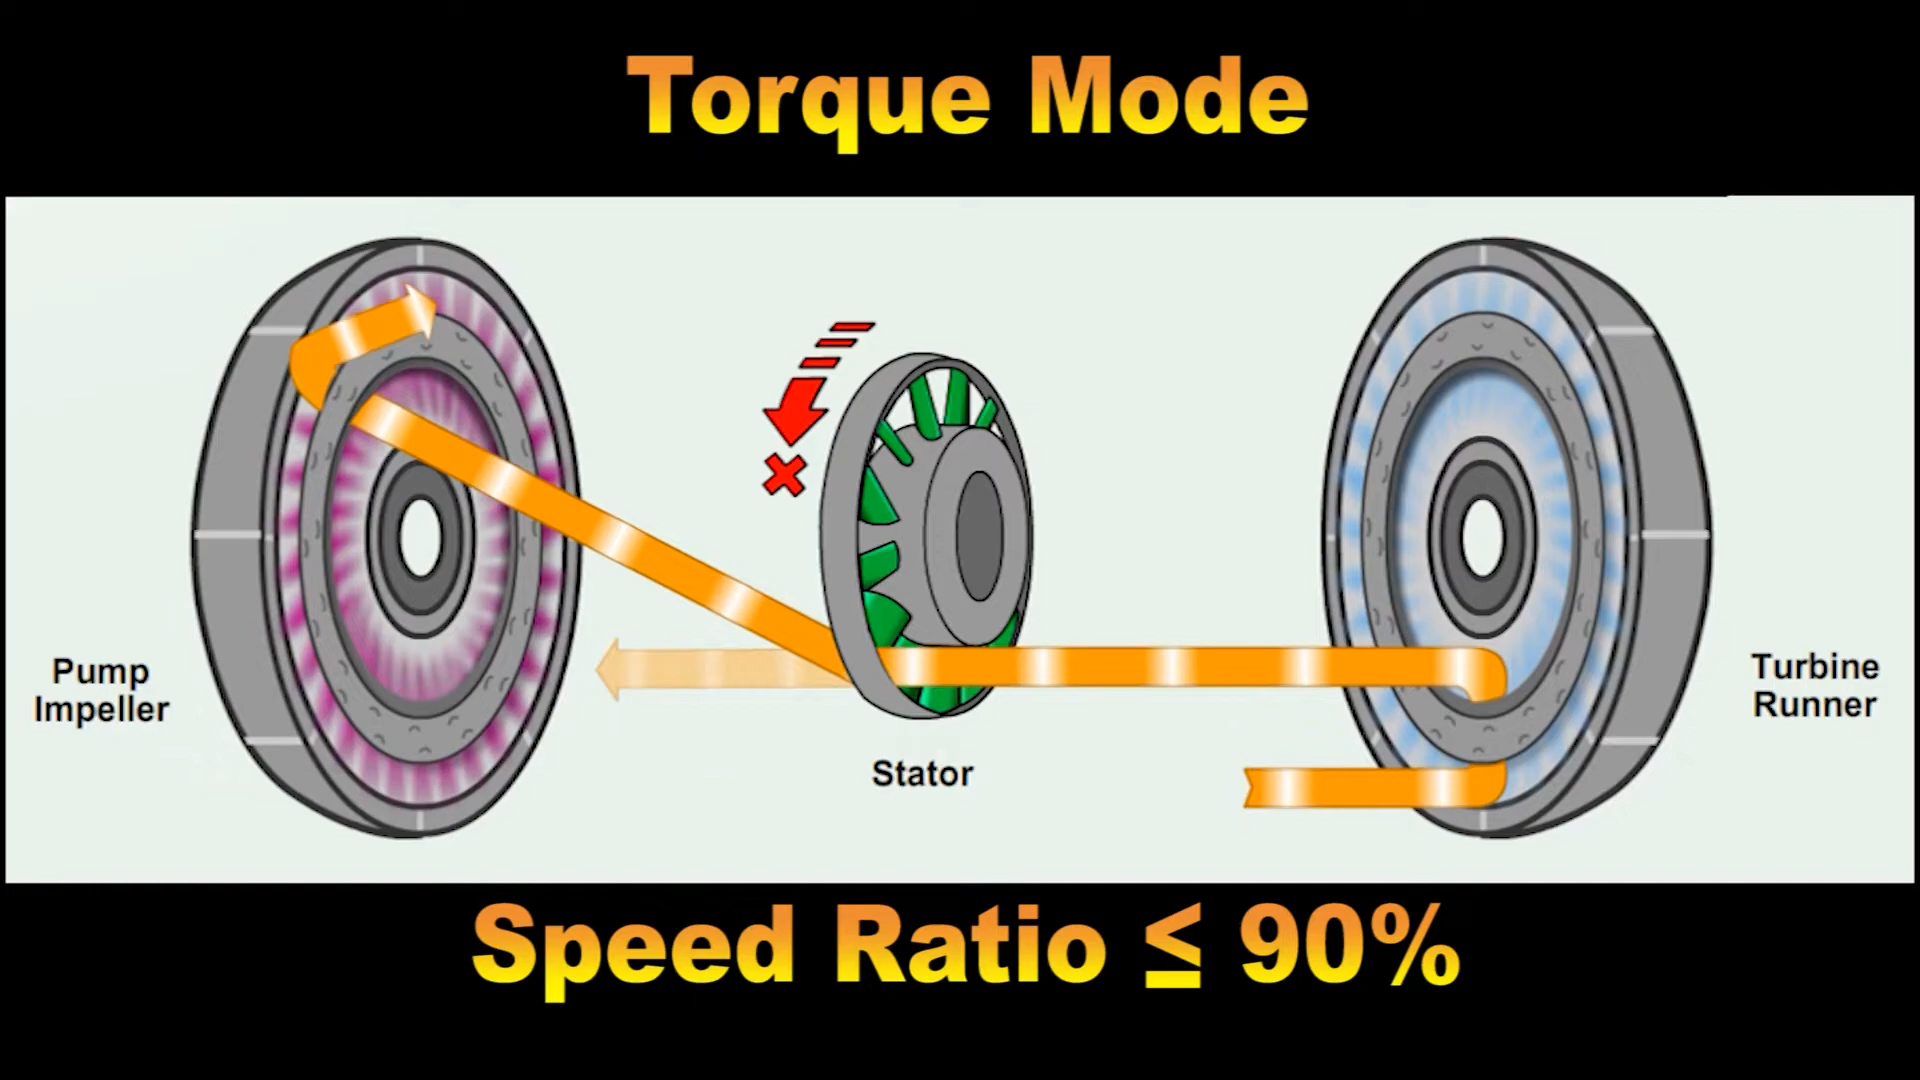 Torque Mode
Pump
Impeller
Stator
Turbine
Runner
Speed Ratio ≤ 90%